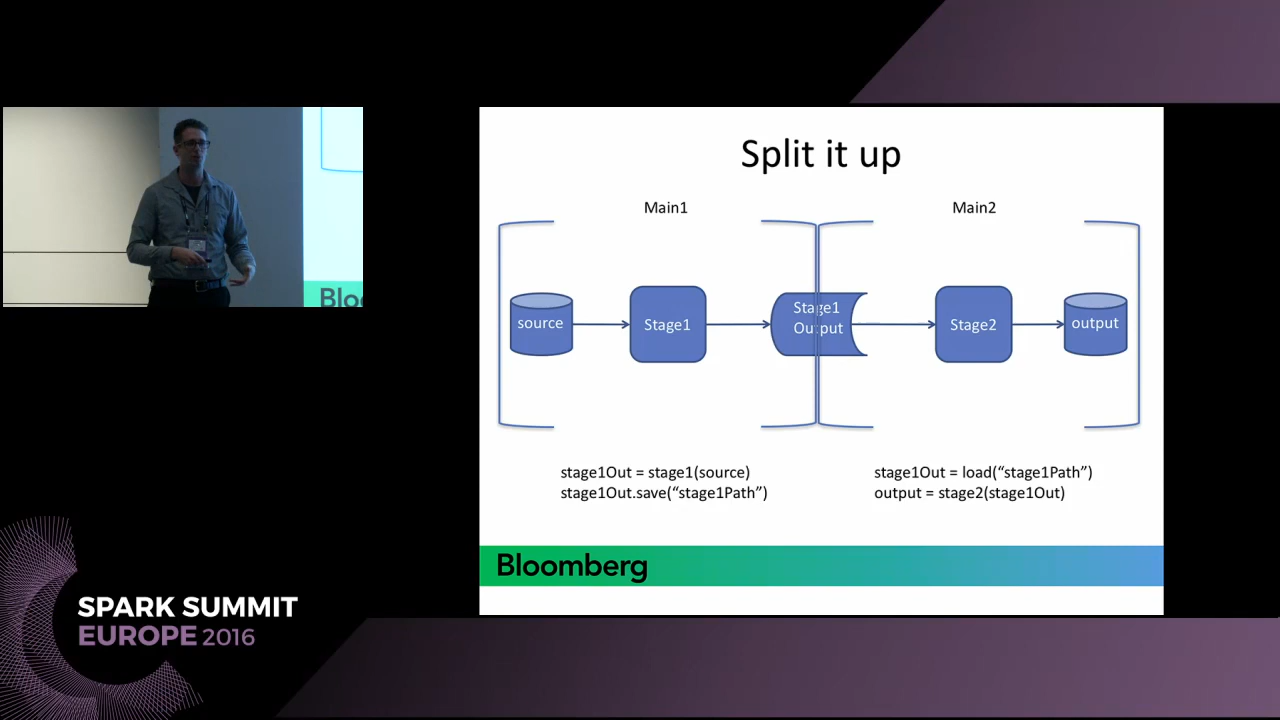 Split it up
Main1
Main2
source
Stage1
Stage1
Output
Stage2
output
stage1Out = stage1(source)
stage1Out.save(“stage1Path”)
stage1Out = load(“stage1Path”)
output = stage2(stage1Out)
Bloomberg
Bloo
SPARK SUMMIT
EUROPE 2016